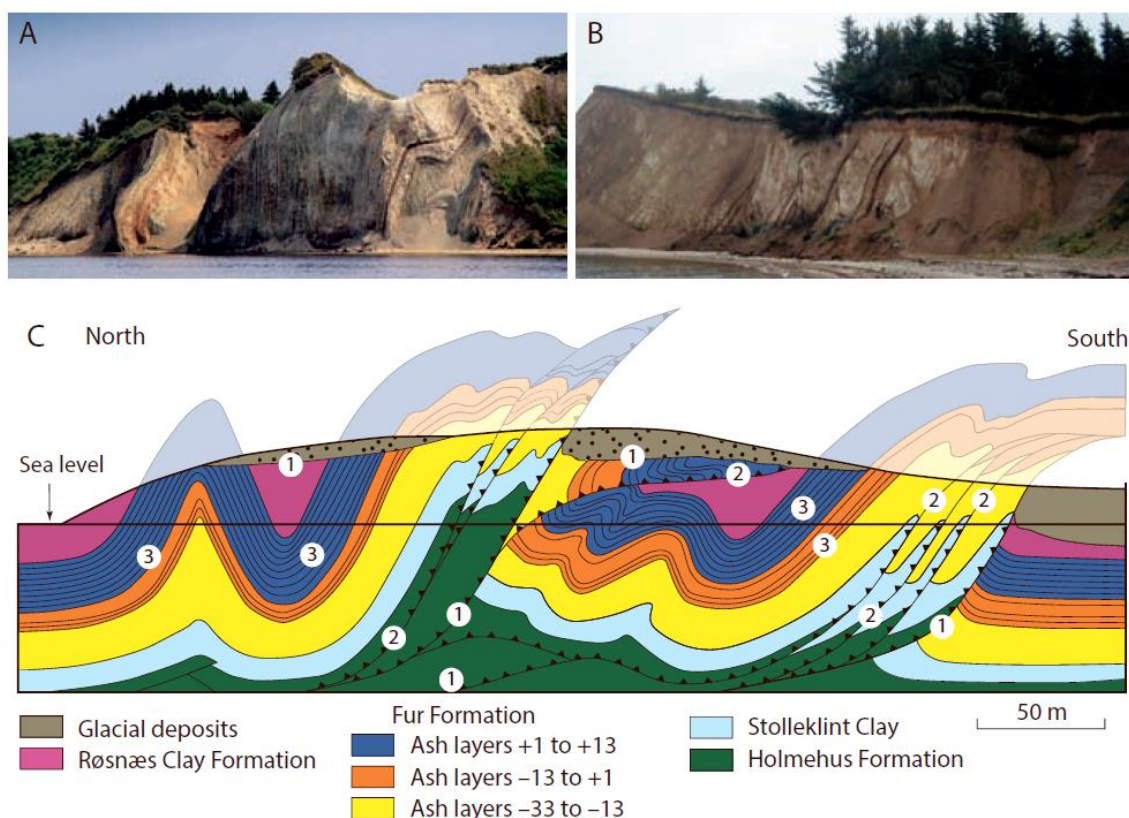 A
B
C
North
South
Sea level
1
2
1
2
2
2
3
3
3
3
2
1
2
2
1
1
Glacial deposits
Røsnæs Clay Formation
Fur Formation
Ash layers +1 to +13
Ash layers –13 to +1
Ash layers –33 to –13
Stolleklint Clay
Holmehus Formation
50 m